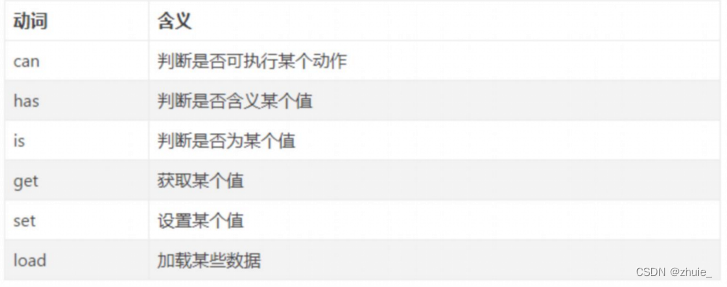 动词 含义
can 判断是否可执行某个动作
has 判断是否含义某个值
is 判断是否为某个值
get 获取某个值
set 设置某个值
load 加载某些数据
CSDN @zhuie_